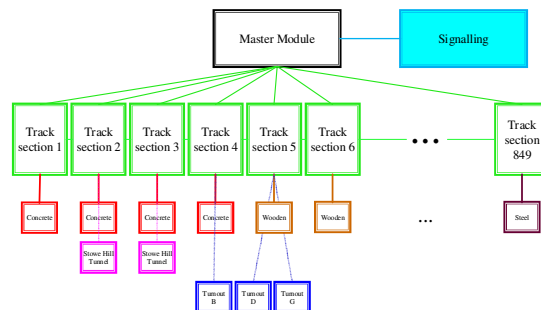 Master Module
Signalling
Track
section 1
Track
section 2
Track
section 3
Track
section 4
Track
section 5
Track
section 6
...
Track
section
849
Concrete
Concrete
Concrete
Concrete
Wooden
Wooden
...
Steel
Stowe Hill
Tunnel
Stowe Hill
Tunnel
Turnout
B
Turnout
D
Turnout
G